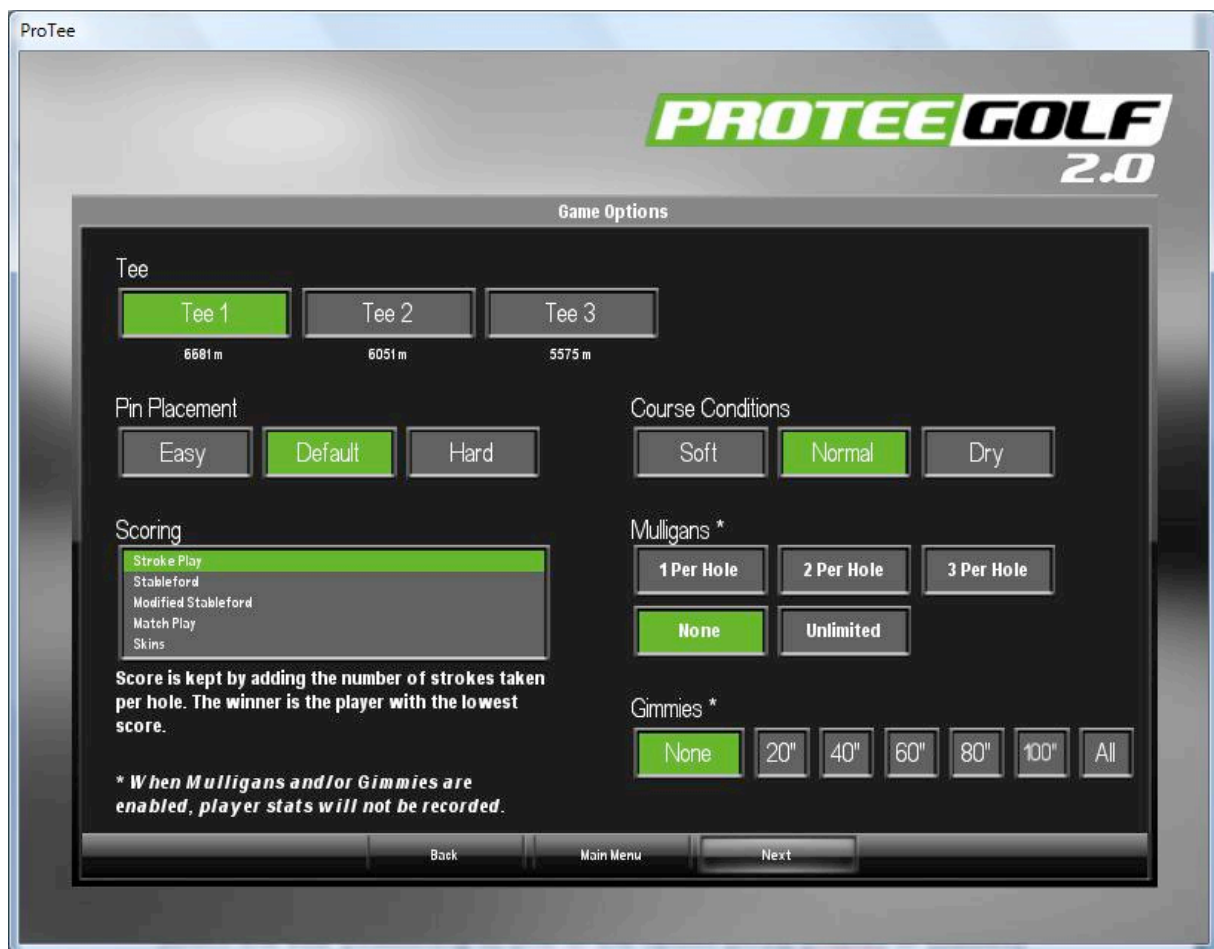 ProTee
PROTEE GOLF
2.0
Game Options
Tee
Tee 1 Tee 2 Tee 3
6681 m 6051 m 5575 m
Pin Placement
Easy Default Hard
Course Conditions
Soft Normal Dry
Scoring
Stroke Play
Stableford
Modified Stableford
Match Play
Skins
Score is kept by adding the number of strokes taken
per hole. The winner is the player with the lowest
score.
* When Mulligans and/or Gimmies are
enabled, player stats will not be recorded.
Mulligans *
1 Per Hole 2 Per Hole 3 Per Hole
None Unlimited
Gimmies *
None 20" 40" 60" 80" 100" All
Back Main Menu Next